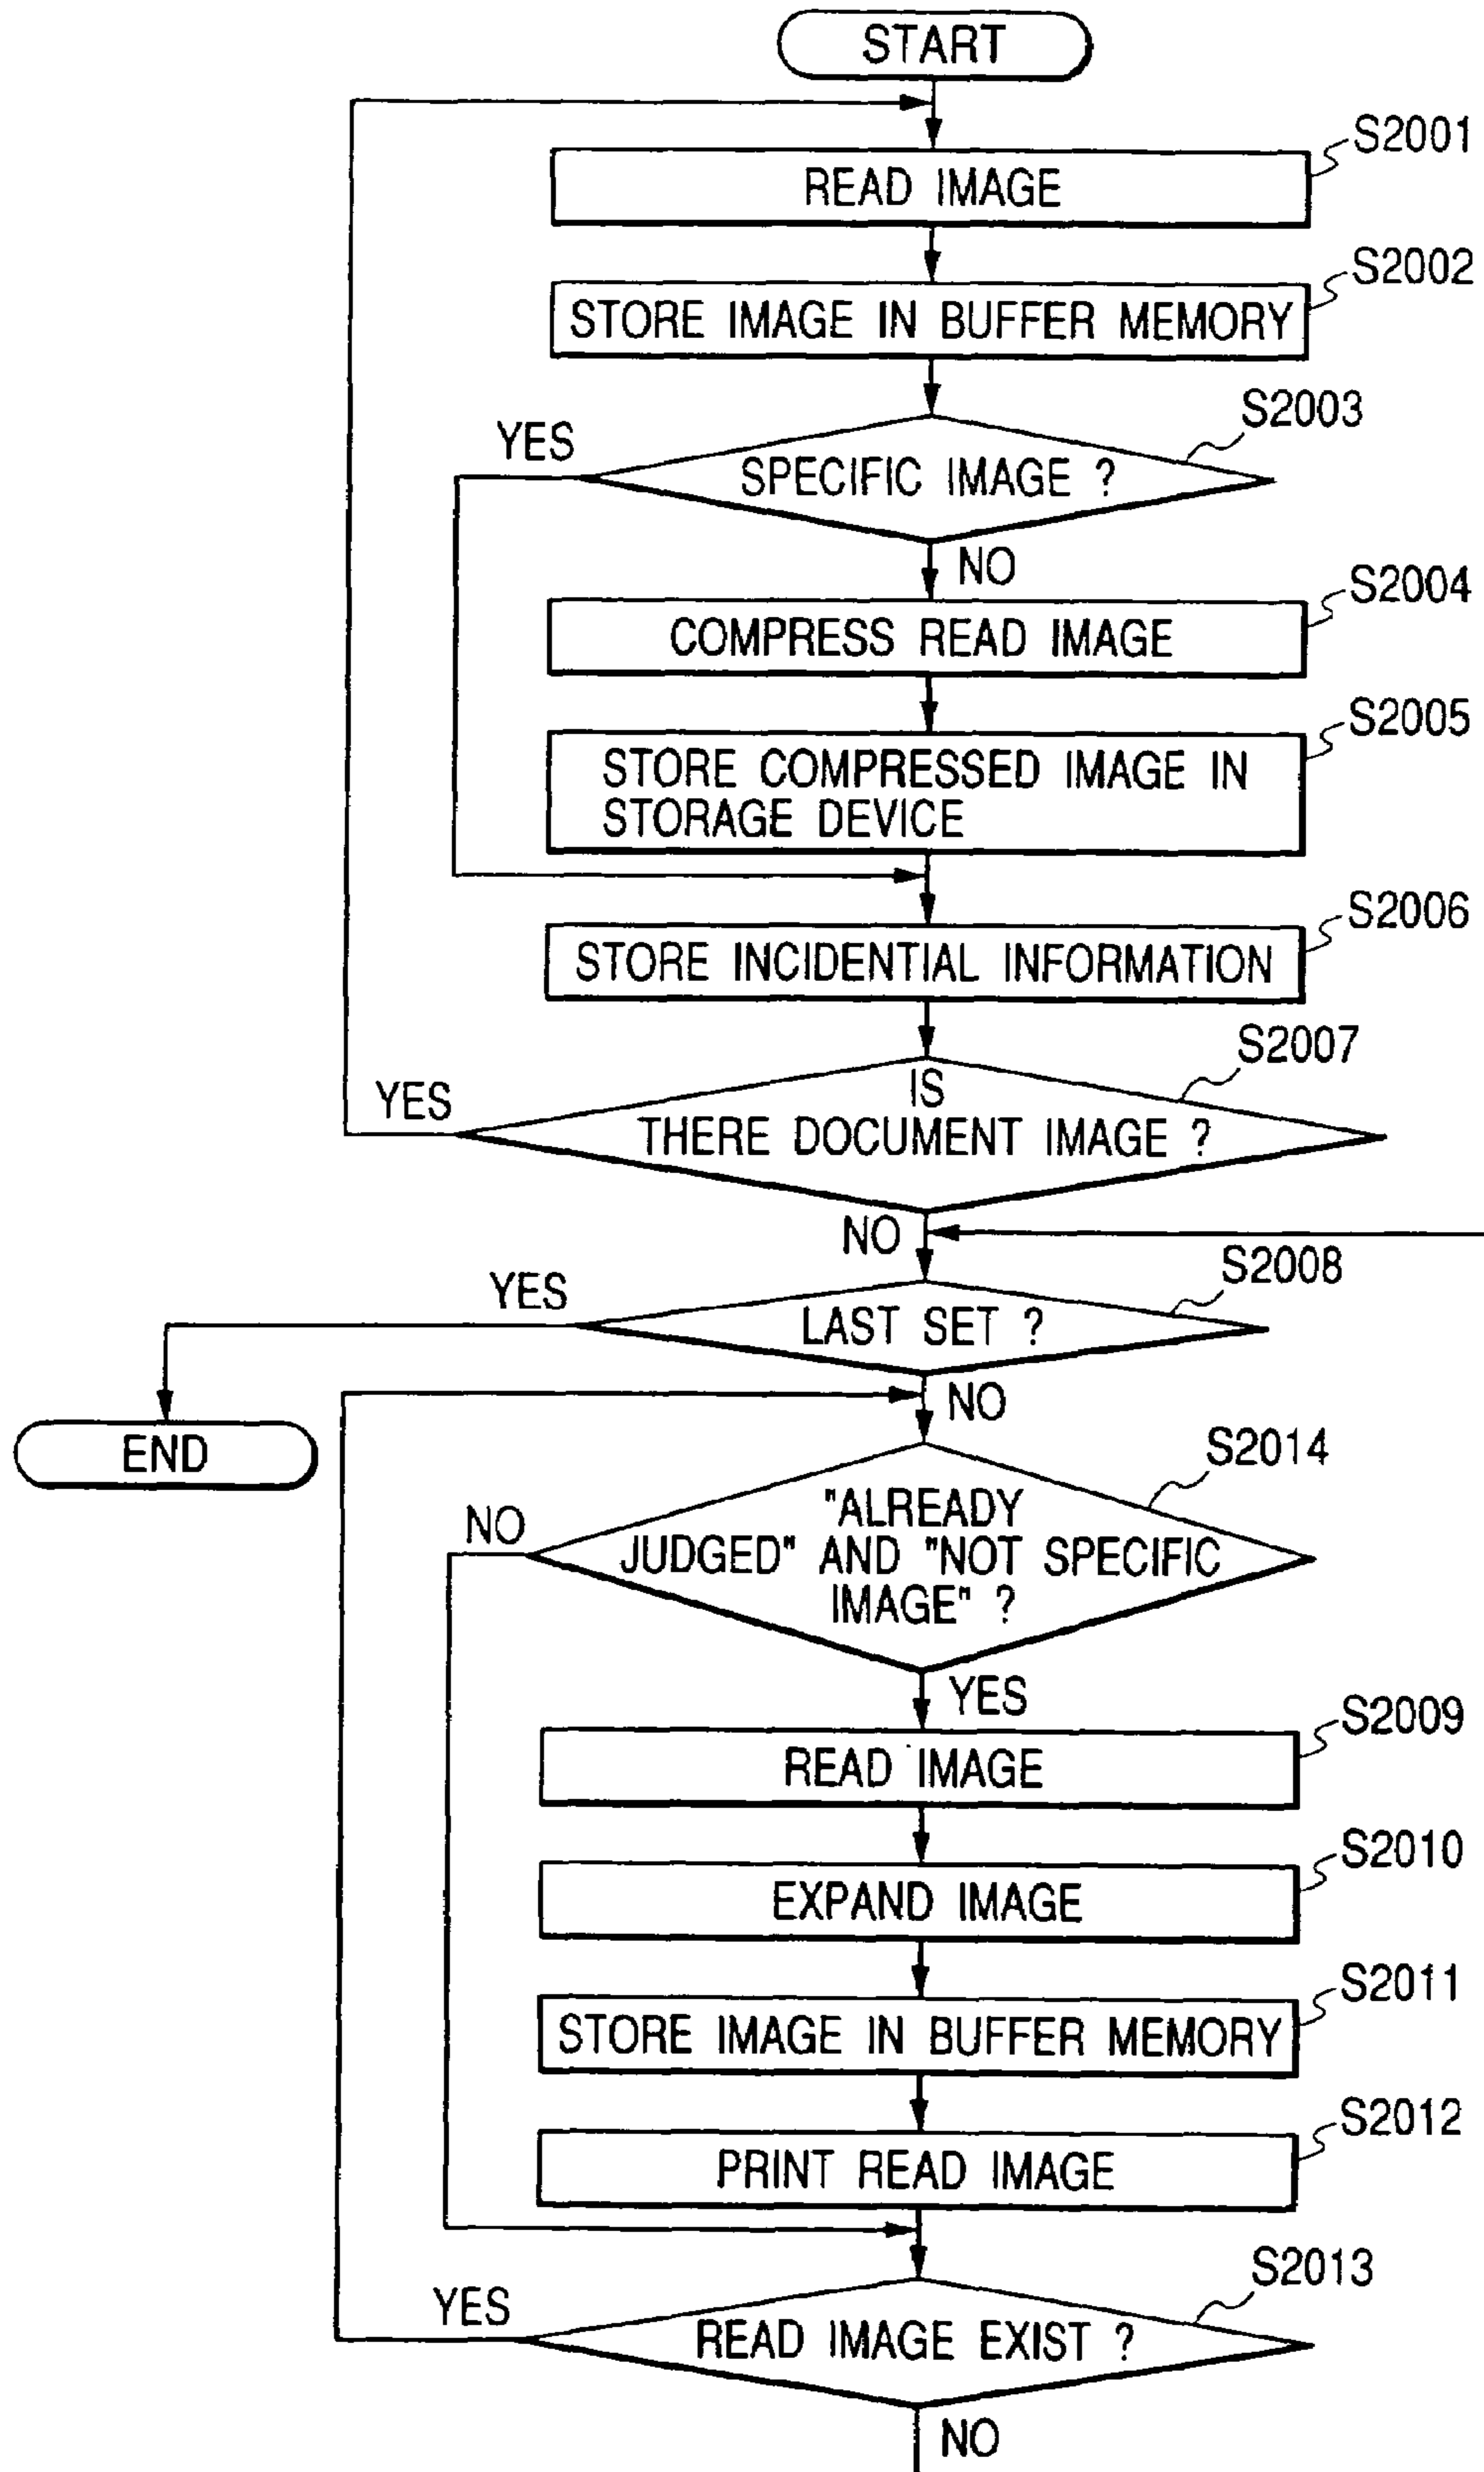 START
S2001
READ IMAGE
S2002
STORE IMAGE IN BUFFER MEMORY
S2003
YES
SPECIFIC IMAGE ?
NO
S2004
COMPRESS READ IMAGE
S2005
STORE COMPRESSED IMAGE IN
STORAGE DEVICE
S2006
STORE INCIDENTIAL INFORMATION
S2007
YES
IS
THERE DOCUMENT IMAGE ?
NO
S2008
YES
LAST SET ?
NO
END
S2014
NO
"ALREADY
JUDGED" AND "NOT SPECIFIC
IMAGE" ?
YES
S2009
READ IMAGE
S2010
EXPAND IMAGE
S2011
STORE IMAGE IN BUFFER MEMORY
S2012
PRINT READ IMAGE
S2013
YES
READ IMAGE EXIST ?
NO